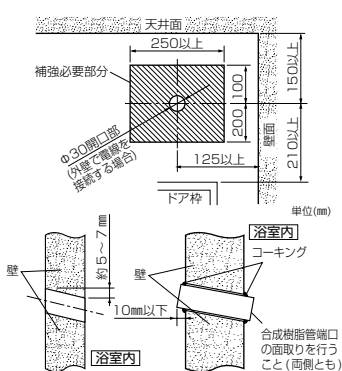 天井面
250以上
補強必要部分
100
200
150以上
壁面
210以上
Φ30開口部
(外壁で電線を
接続する場合)
125以上
ドア枠
単位(㎜)
約5~7㎜
壁
浴室内
浴室内
コーキング
壁
10㎜以下
合成樹脂管端口
の面取りを行う
こと(両側とも)